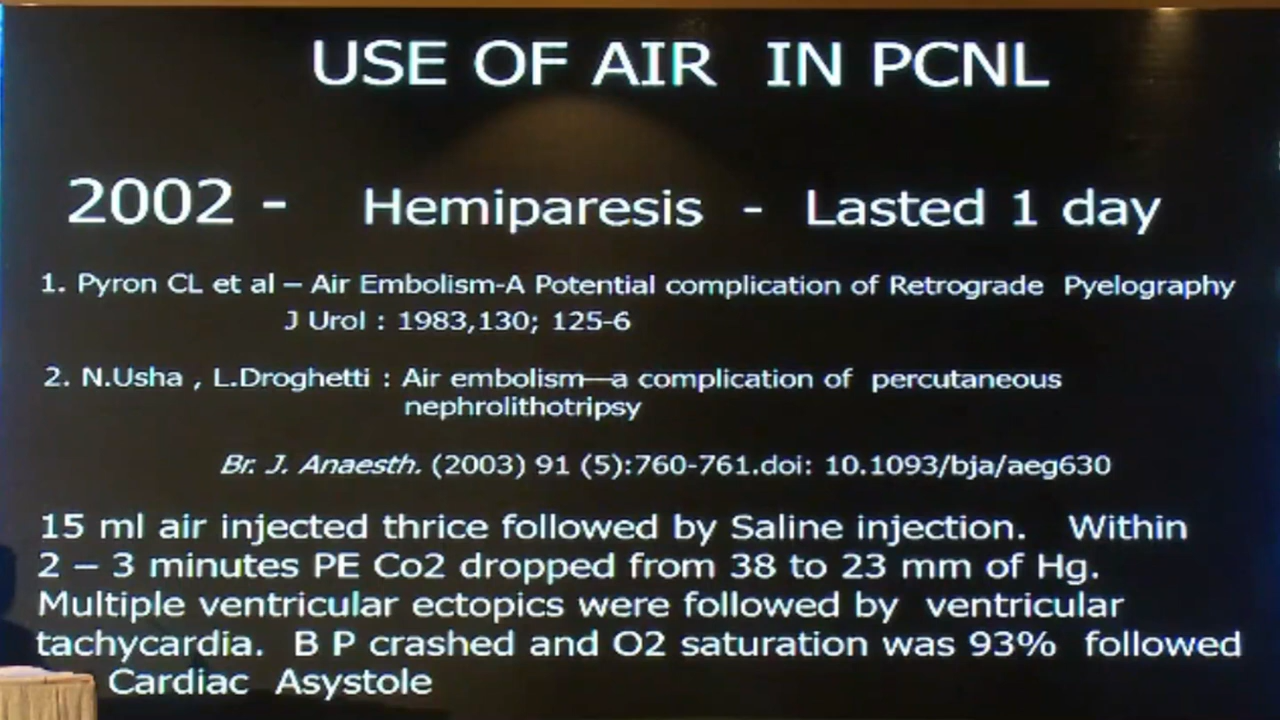 USE OF AIR IN PCNL
2002 - Hemiparesis - Lasted 1 day
1. Pyron CL et al – Air Embolism-A Potential complication of Retrograde Pyelography
J Urol : 1983,130; 125-6
2. N.Usha , L.Droghetti : Air embolism—a complication of percutaneous
nephrolithotripsy
Br. J. Anaesth. (2003) 91 (5):760-761.doi: 10.1093/bja/aeg630
15 ml air injected thrice followed by Saline injection. Within
2 – 3 minutes PE Co2 dropped from 38 to 23 mm of Hg.
Multiple ventricular ectopics were followed by ventricular
tachycardia. B P crashed and O2 saturation was 93% followed
Cardiac Asystole